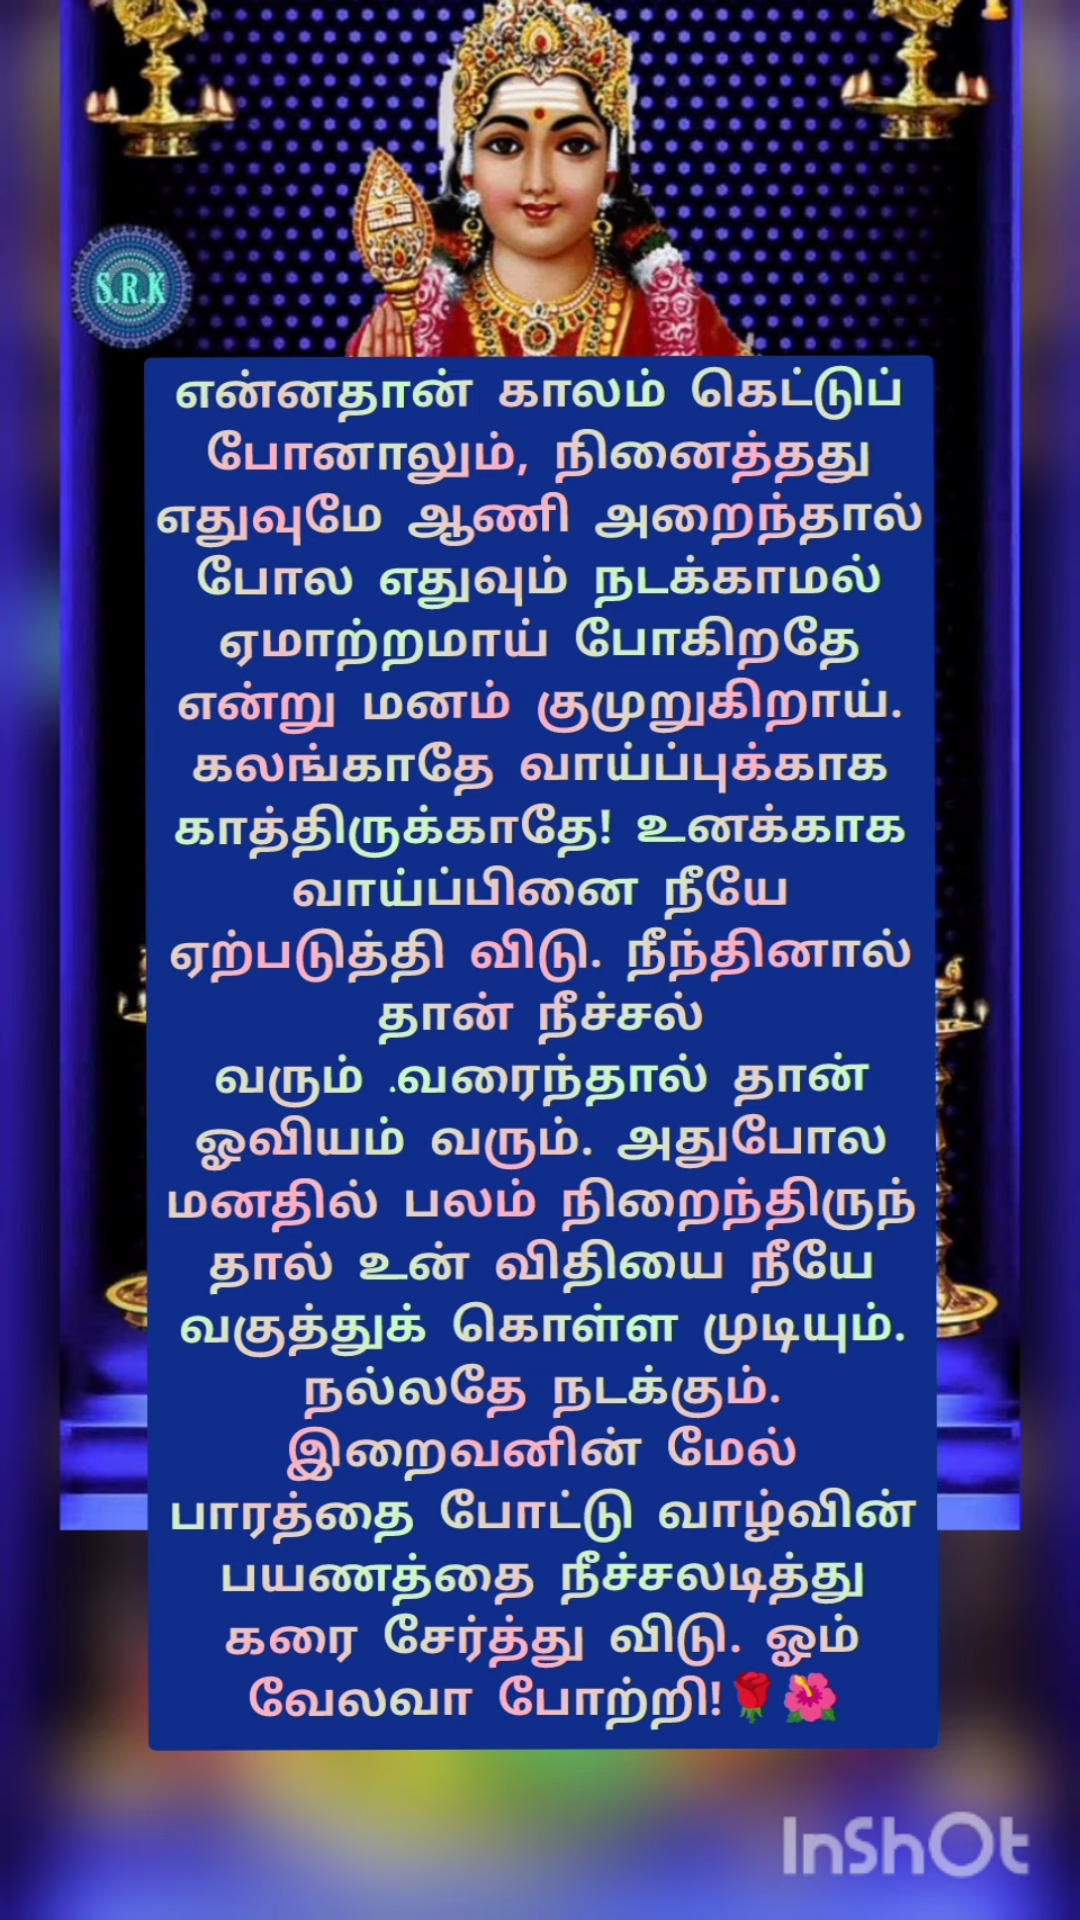 S.R.K
என்னதான் காலம் கெட்டுப்
போனாலும், நினைத்தது
எதுவுமே ஆணி அறைந்தால்
போல எதுவும் நடக்காமல்
ஏமாற்றமாய் போகிறதே
என்று மனம் குமுறுகிறாய்.
கலங்காதே வாய்ப்புக்காக
காத்திருக்காதே! உனக்காக
வாய்ப்பினை நீயே
ஏற்படுத்தி விடு. நீந்தினால்
தான் நீச்சல்
வரும் .வரைந்தால் தான்
ஓவியம் வரும். அதுபோல
மனதில் பலம் நிறைந்திருந்
தால் உன் விதியை நீயே
வகுத்துக் கொள்ள முடியும்.
நல்லதே நடக்கும்.
இறைவனின் மேல்
பாரத்தை போட்டு வாழ்வின்
பயணத்தை நீச்சலடித்து
கரை சேர்த்து விடு. ஓம்
வேலவா போற்றி!🌹🌺
InShOt